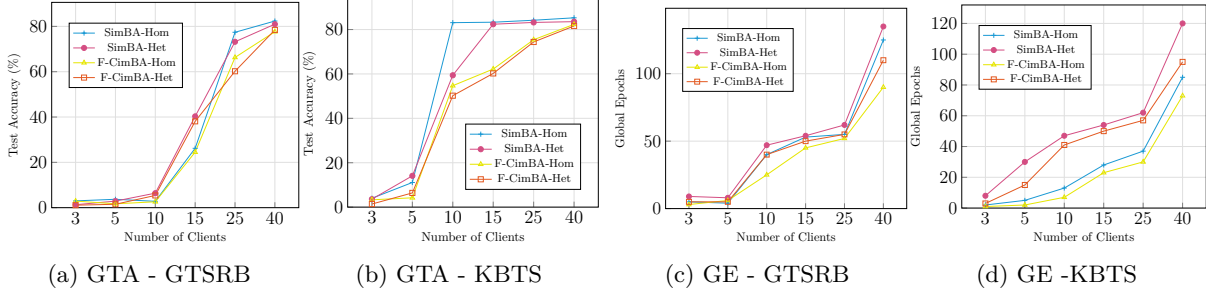 Test Accuracy (%)
80
60
40
20
0
SimBA-Hom
SimBA-Het
F-CimBA-Hom
F-CimBA-Het
3 5 10 15 25 40
Number of Clients
(a) GTA - GTSRB
Test Accuracy (%)
80
60
40
20
0
SimBA-Hom
SimBA-Het
F-CimBA-Hom
F-CimBA-Het
3 5 10 15 25 40
Number of Clients
(b) GTA - KBTS
Global Epochs
100
50
0
SimBA-Hom
SimBA-Het
F-CimBA-Hom
F-CimBA-Het
3 5 10 15 25 40
Number of Clients
(c) GE - GTSRB
Global Epochs
120
100
80
60
40
20
0
SimBA-Hom
SimBA-Het
F-CimBA-Hom
F-CimBA-Het
3 5 10 15 25 40
Number of Clients
(d) GE -KBTS